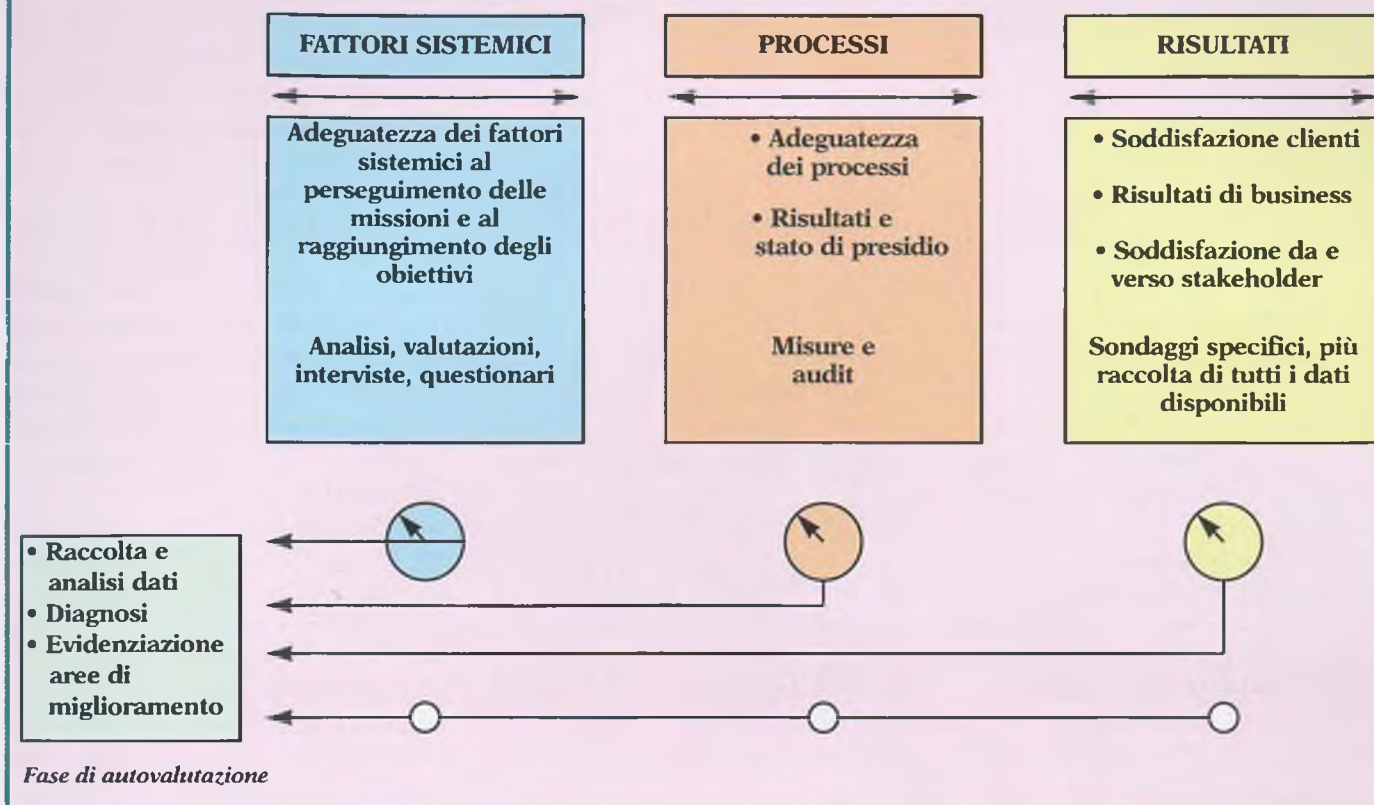 FATTORI SISTEMICI
Adeguatezza dei fattori
sistemici al
perseguimento delle
missioni e al
raggiungimento degli
obiettivi
Analisi, valutazioni,
interviste, questionari
PROCESSI
• Adeguatezza
dei processi
• Risultati e
stato di presidio
Misure e
audit
RISULTATI
• Soddisfazione clienti
• Risultati di business
• Soddisfazione da e
verso stakeholder
Sondaggi specifici, più
raccolta di tutti i dati
disponibili
• Raccolta e
analisi dati
• Diagnosi
• Evidenziazione
aree di
miglioramento
Fase di autovalutazione